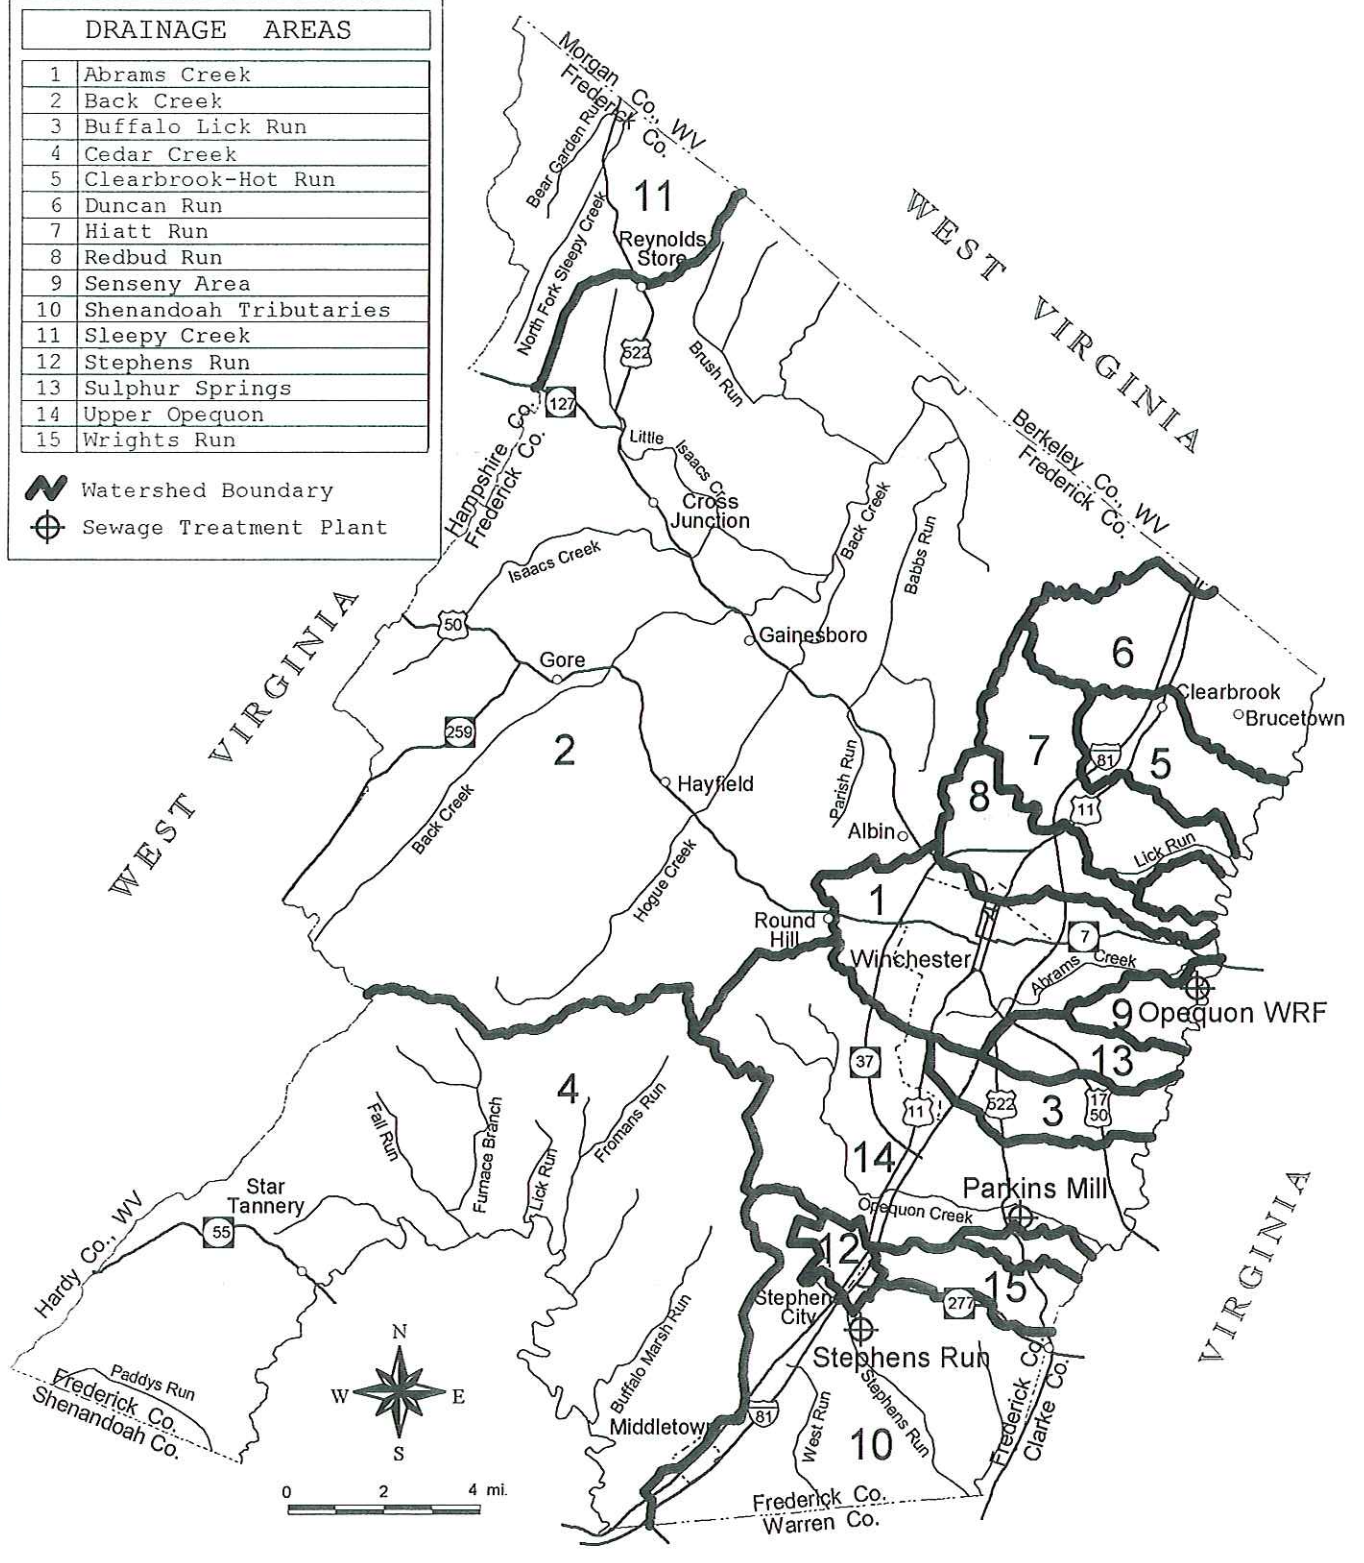 DRAINAGE AREAS
1 Abrams Creek
2 Back Creek
3 Buffalo Lick Run
4 Cedar Creek
5 Clearbrook-Hot Run
6 Duncan Run
7 Hiatt Run
8 Redbud Run
9 Senseny Area
10 Shenandoah Tributaries
11 Sleepy Creek
12 Stephens Run
13 Sulphur Springs
14 Upper Opequon
15 Wrights Run
Watershed Boundary
Sewage Treatment Plant
Morgan Co., WV
Frederick Co.
Bear Garden Run
11
North Fork Sleepy Creek
Reynolds
Store
WEST VIRGINIA
522
Brush Run
127
Hampshire Co.
Frederick Co.
Little Isaacs Cr.
Cross
Junction
Back Creek
Babbs Run
Berkeley Co., WV
Frederick Co.
Isaacs Creek
50
Gainesboro
Gore
WEST VIRGINIA
259
2
6
Clearbrook
Brucetown
7
81
5
8
11
Hayfield
Parish Run
Back Creek
Albin
Lick Run
Hogue Creek
1
Round
Hill
7
Winchester
Abrams Creek
9
Opequon WRF
13
37
4
11
522
17
50
3
Fall Run
Furnace Branch
Lick Run
Fromans Run
14
Star
Tannery
Parkins Mill
Opequon Creek
Hardy Co., WV
55
12
15
Stephens
City
277
VIRGINIA
Buffalo Marsh Run
Stephens Run
N
W E
S
Paddys Run
Frederick Co.
Shenandoah Co.
Middletown
81
West Run
Stephens Run
10
Frederick Co.
Clarke Co.
0 2 4 mi.
Frederick Co.
Warren Co.